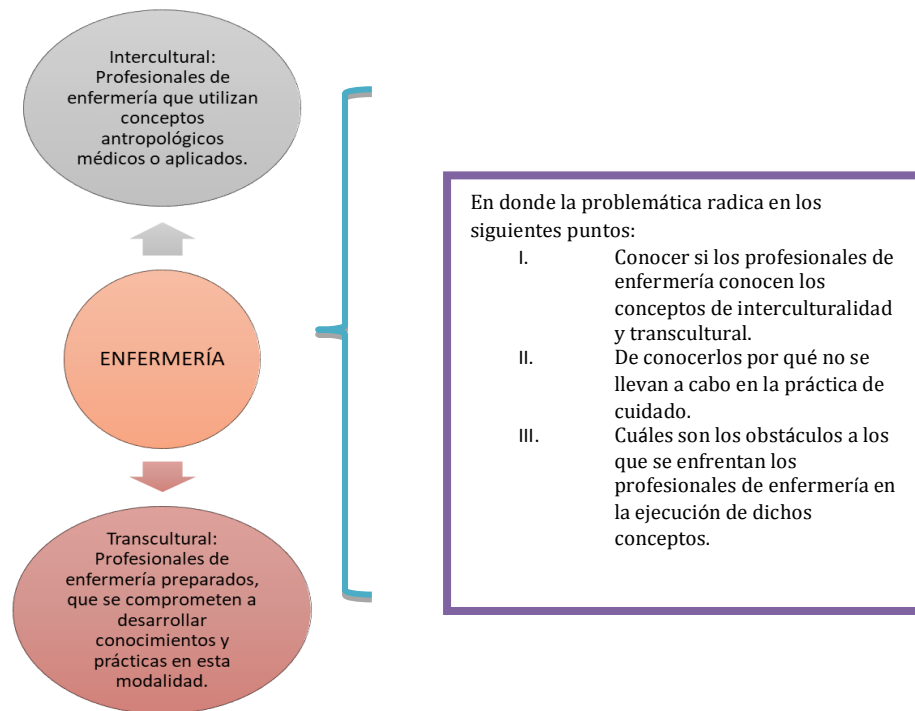 Intercultural:
Profesionales de
enfermería que utilizan
conceptos
antropológicos
médicos o aplicados.
ENFERMERÍA
Transcultural:
Profesionales de
enfermería preparados,
que se comprometen a
desarrollar
conocimientos y
prácticas en esta
modalidad.
En donde la problemática radica en los
siguientes puntos:
I. Conocer si los profesionales de
enfermería conocen los
conceptos de interculturalidad
y transcultural.
II. De conocerlos por qué no se
llevan a cabo en la práctica de
cuidado.
III. Cuáles son los obstáculos a los
que se enfrentan los
profesionales de enfermería en
la ejecución de dichos
conceptos.